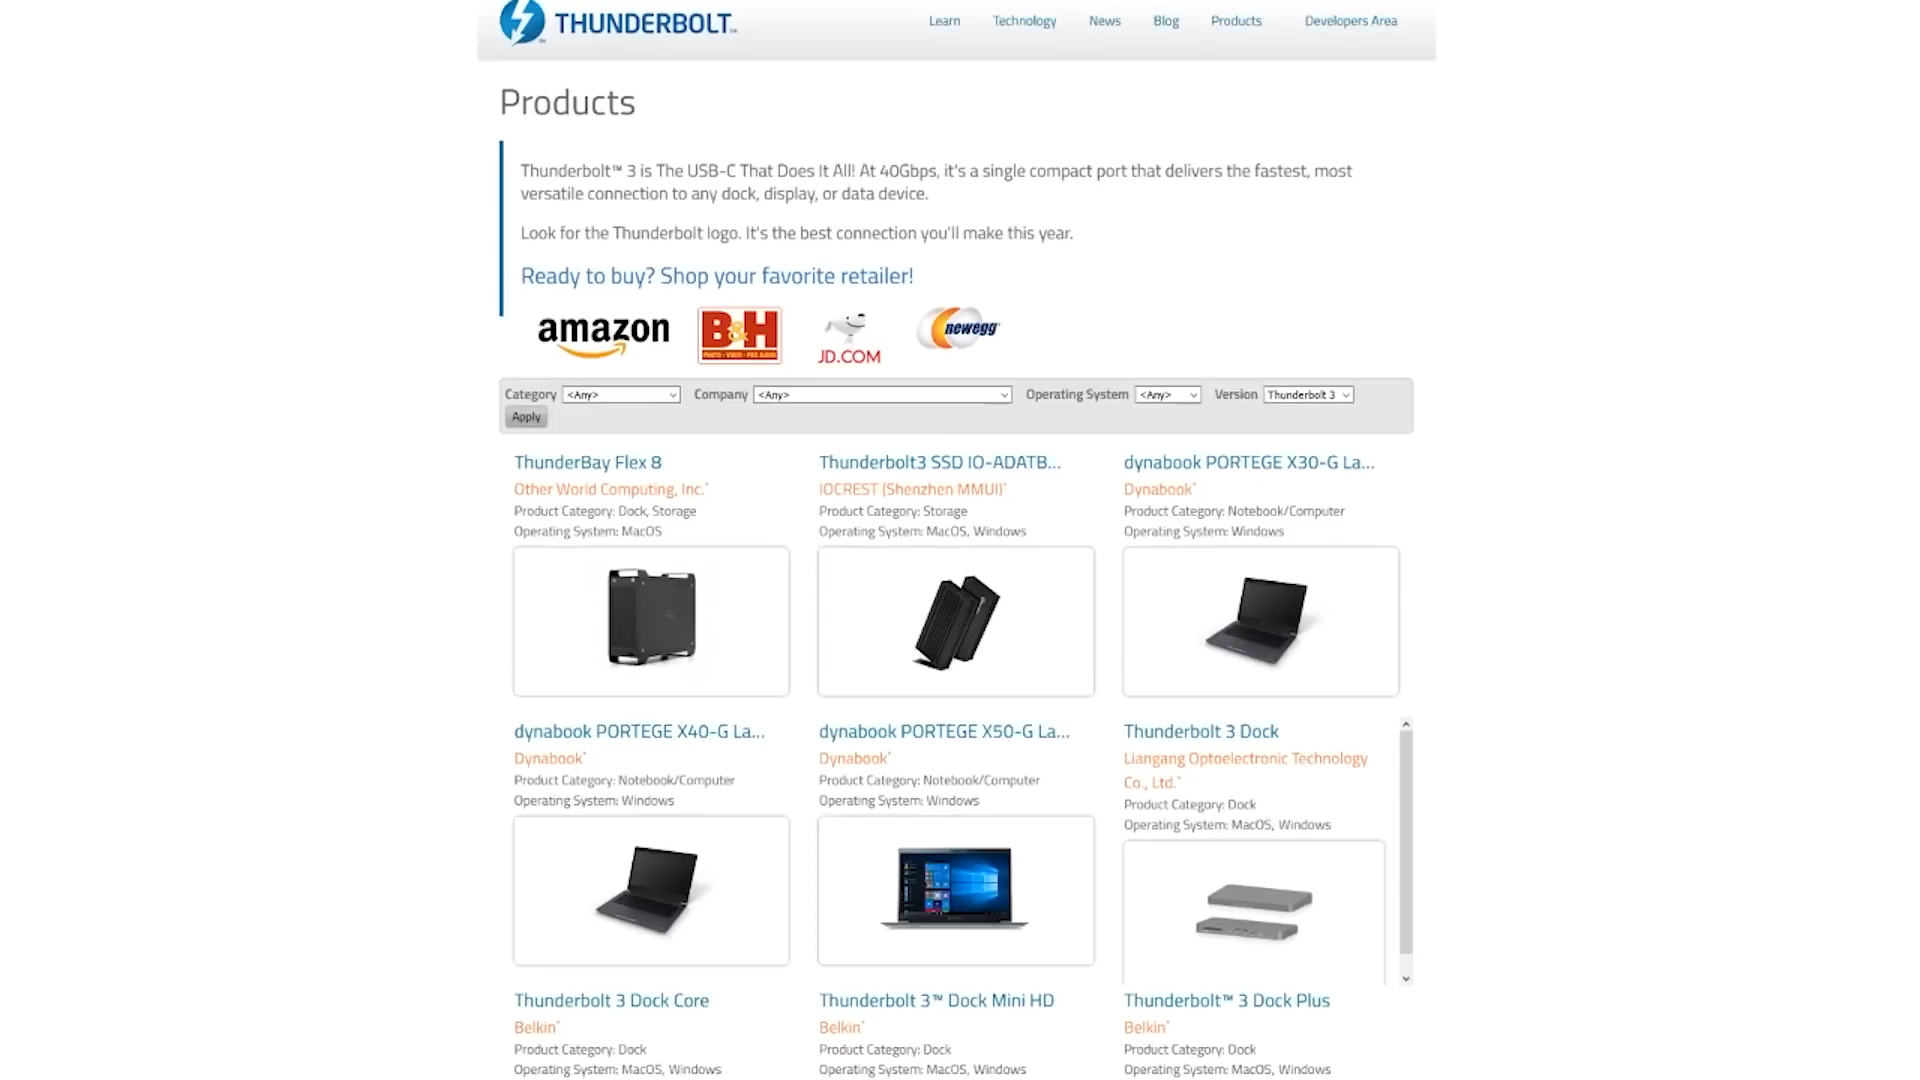 THUNDERBOLT™
Learn Technology News Blog Products Developers Area
Products
Thunderbolt™ 3 is The USB-C That Does It All! At 40Gbps, it's a single compact port that delivers the fastest, most
versatile connection to any dock, display, or data device.
Look for the Thunderbolt logo. It's the best connection you'll make this year.
Ready to buy? Shop your favorite retailer!
amazon B&H JD.COM newegg
PHOTO • VIDEO • PRO AUDIO
Category <Any> Company <Any> Operating System <Any> Version Thunderbolt 3
Apply
ThunderBay Flex 8
Other World Computing, Inc.*
Product Category: Dock, Storage
Operating System: MacOS
Thunderbolt3 SSD IO-ADATB...
IOCREST (Shenzhen MMUI)*
Product Category: Storage
Operating System: MacOS, Windows
dynabook PORTEGE X30-G La...
Dynabook*
Product Category: Notebook/Computer
Operating System: Windows
dynabook PORTEGE X40-G La...
Dynabook*
Product Category: Notebook/Computer
Operating System: Windows
dynabook PORTEGE X50-G La...
Dynabook*
Product Category: Notebook/Computer
Operating System: Windows
Thunderbolt 3 Dock
Liangang Optoelectronic Technology
Co., Ltd.*
Product Category: Dock
Operating System: MacOS, Windows
Thunderbolt 3 Dock Core
Belkin*
Product Category: Dock
Operating System: MacOS, Windows
Thunderbolt 3™ Dock Mini HD
Belkin*
Product Category: Dock
Operating System: MacOS, Windows
Thunderbolt™ 3 Dock Plus
Belkin*
Product Category: Dock
Operating System: MacOS, Windows